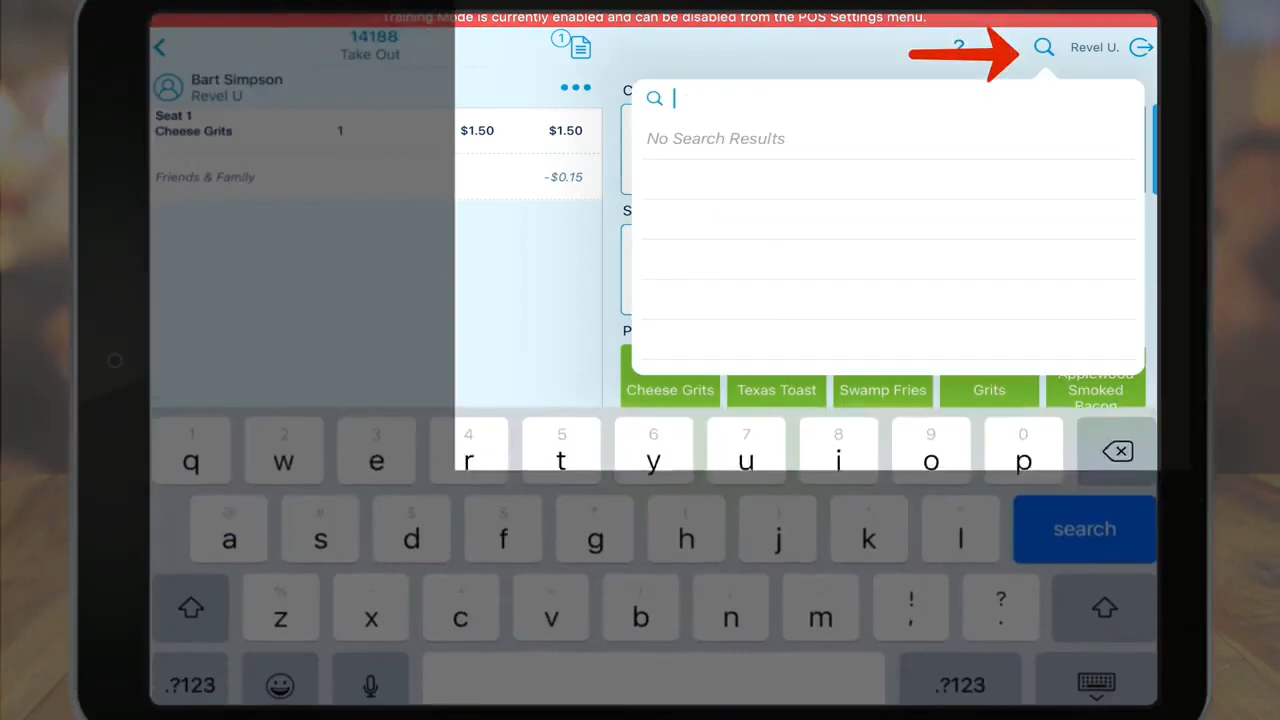 Training Mode is currently enabled and can be disabled from the POS Settings menu.
14188
Take Out
1
?
Revel U.
Bart Simpson
Revel U
Seat 1
Cheese Grits 1 $1.50 $1.50
Friends & Family -$0.15
C
No Search Results
S
P
Cheese Grits
Texas Toast
Swamp Fries
Grits
Applewood Smoked Bacon
1 2 3 4 5 6 7 8 9 0
q w e r t y u i o p
@ # $ & * ( ) ' "
a s d f g h j k l
search
% - + = / ; : ! ?
z x c v b n m , .
.?123
.?123